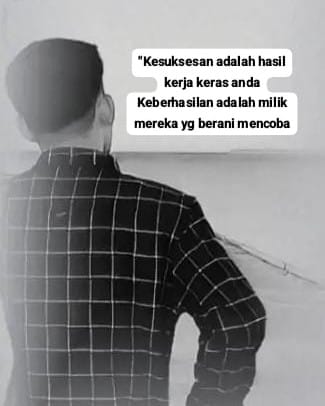 "Kesuksesan adalah hasil
kerja keras anda
Keberhasilan adalah milik
mereka yg berani mencoba